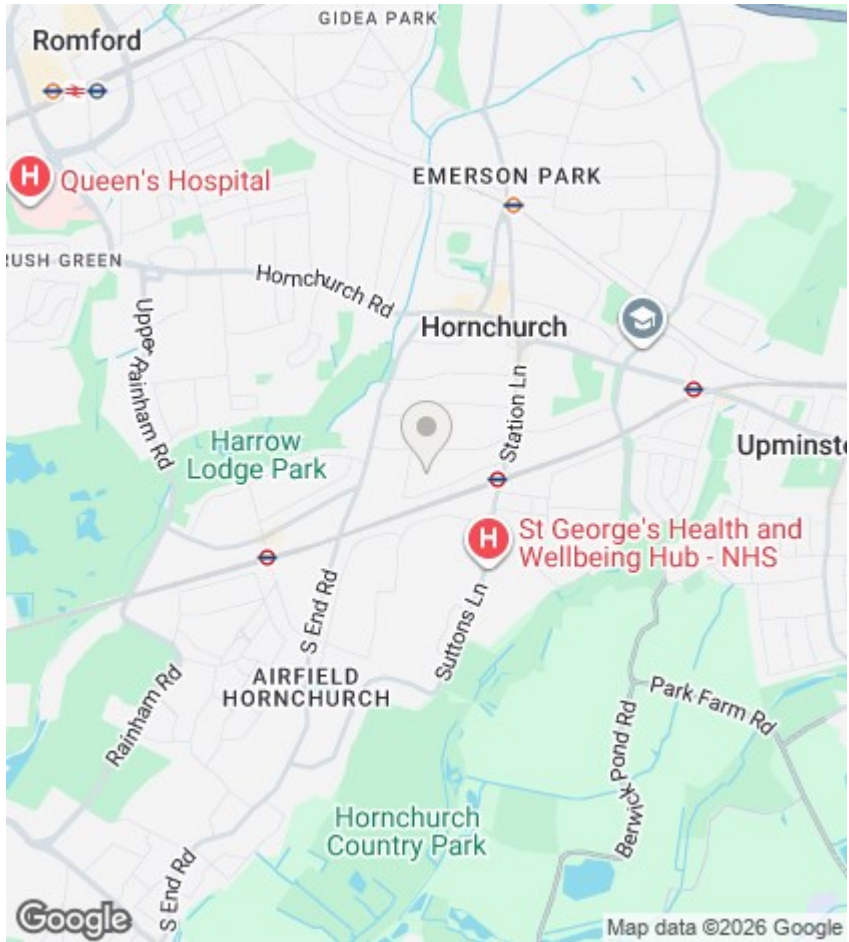 GIDEA PARK
Romford
Queen's Hospital
EMERSON PARK
RUSH GREEN
Hornchurch Rd
Upper Rainham Rd
Hornchurch
Station Ln
Harrow
Lodge Park
Upminste
H
H
St George's Health and
Wellbeing Hub - NHS
S End Rd
Suttons Ln
AIRFIELD
HORNCHURCH
Rainham Rd
Park Farm Rd
Berwick Pond Rd
Hornchurch
Country Park
S End Rd
Google
Map data ©2026 Google